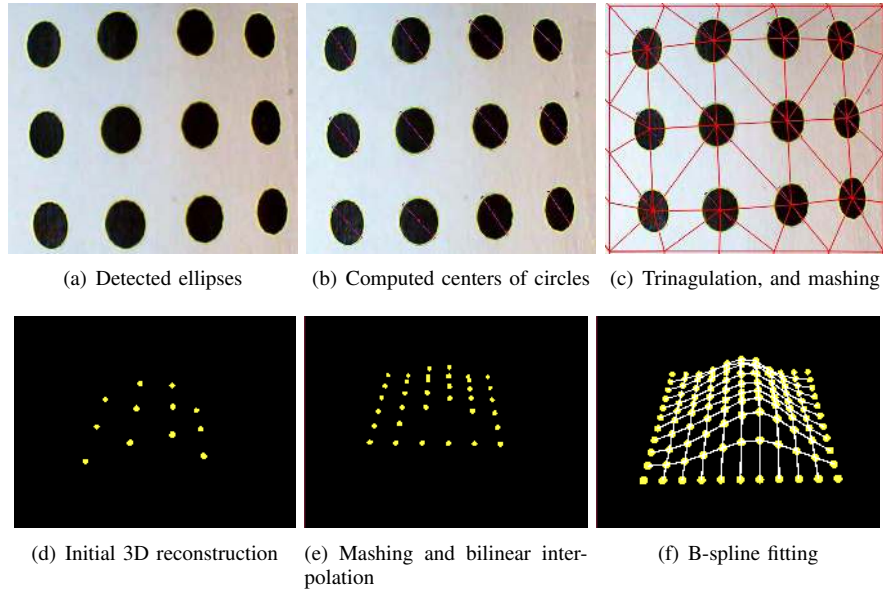 (a) Detected ellipses
(b) Computed centers of circles
(c) Trinagulation, and mashing
(d) Initial 3D reconstruction
(e) Mashing and bilinear inter-
polation
(f) B-spline fitting